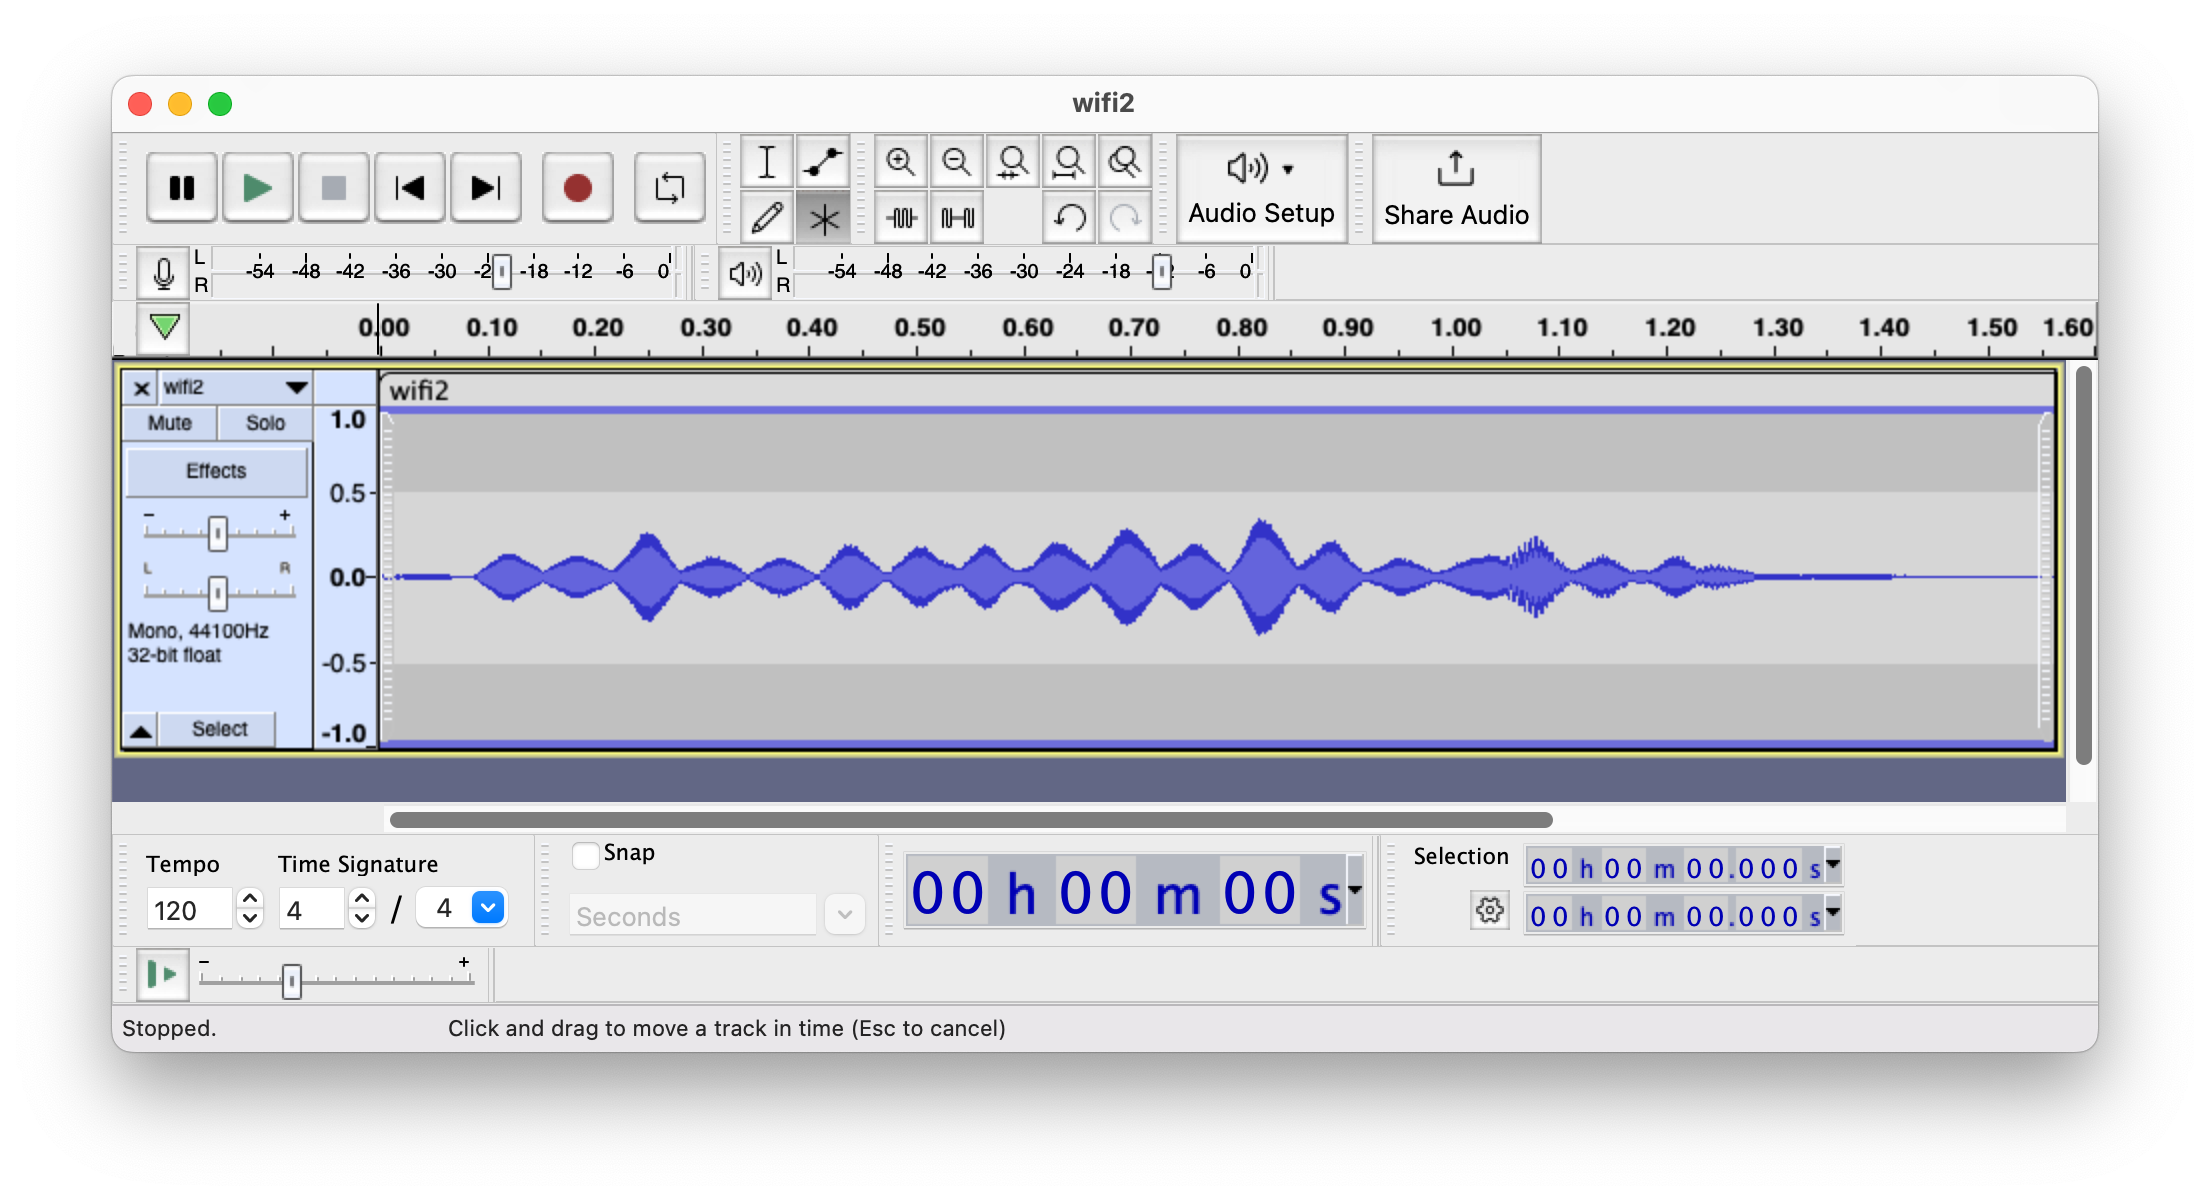 wifi2
Audio Setup
Share Audio
L
R
-54 -48 -42 -36 -30 -18 -12 -6 0
L
R
-54 -48 -42 -36 -30 -24 -18 -6 0
0.00 0.10 0.20 0.30 0.40 0.50 0.60 0.70 0.80 0.90 1.00 1.10 1.20 1.30 1.40 1.50 1.60
wifi2
wifi2
Mute Solo
Effects
- +
L R
Mono, 44100Hz
32-bit float
Select
1.0
0.5
0.0
-0.5
-1.0
Tempo
120
Time Signature
4 / 4
Snap
Seconds
00 h 00 m 00 s
Selection
00 h 00 m 00.000 s
00 h 00 m 00.000 s
- +
Stopped.
Click and drag to move a track in time (Esc to cancel)